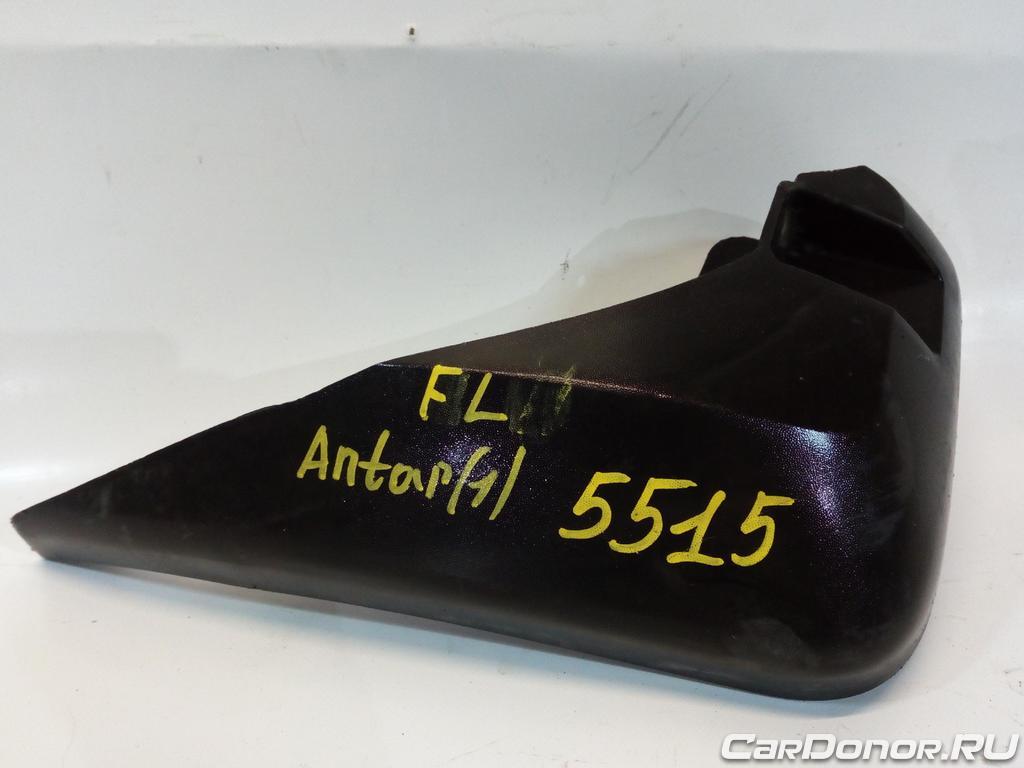 FL
Antar(1)
5515
CarDonor.RU